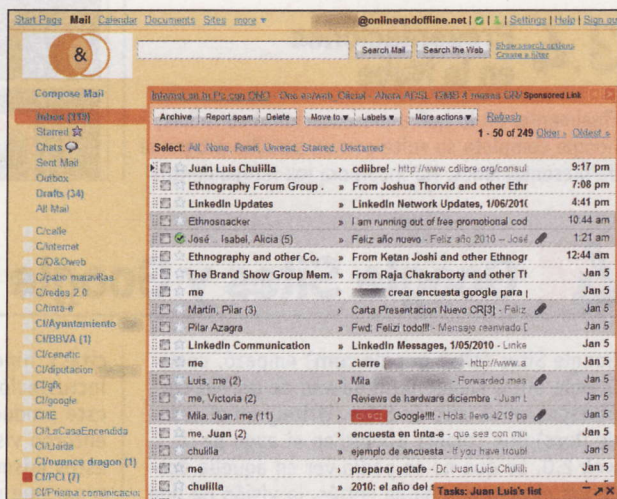 Start Page Mail Calendar Documents Sites more ▼
@onlineandoffline.net | Settings | Help | Sign ou
&
Search Mail Search the Web Show search options
Create a filter
Compose Mail
Inbox (113)
Starred
Chats
Sent Mail
Outbox
Drafts (34)
All Mail
C/calle
C/internet
C/O&Oweb
C/redes 2.0
C/tinta-e
Cl/Ayuntamiento
Cl/BBVA (1)
Cl/cenatic
Cl/diputacion
Cl/gfk
Cl/google
Cl/IE
Cl/LaCasaEncendida
Cl/Lleida
Cl/nuance dragon (1)
Cl/PCI (7)
Cl/Prisma comunicacio
Sponsored Link
Archive Report spam Delete Move to ▼ Labels ▼ More actions ▼ Refresh
1 - 50 of 249 Older › Oldest »
Select: All, None, Read, Unread, Starred, Unstarred
Juan Luis Chulilla › cdlibre! - http://www.cdlibre.org/consul 9:17 pm
Ethnography Forum Group . » From Joshua Thorvid and other Ethr 7:08 pm
LinkedIn Updates » LinkedIn Network Updates, 1/06/2010 4:41 pm
Ethnosnacker » I am running out of free promotional cod 10:44 am
José .. Isabel, Alicia (5) » Feliz año nuevo - Feliz año 2010 -- José 1:21 am
Ethnography and other Co. » From Ketan Joshi and other Ethnogr 12:44 am
The Brand Show Group Mem. » From Raja Chakraborty and other Th Jan 5
me › crear encuesta google para Jan 5
Martín, Pilar (3) › Carta Presentacion Nuevo CR[3] - Feliz Jan 5
Pilar Azagra » Fwd: Felizi todo!!! - Mensaje reenviado D Jan 5
LinkedIn Communication » LinkedIn Messages, 1/05/2010 - Linke Jan 5
me › cierre - http://www.a Jan 5
Luis, me (2) » Mila - Forwarded mes Jan 5
me, Victoria (2) › Reviews de hardware diciembre - Juan L Jan 5
Mila, Juan, me (11) › Cl/PCI Google!!!! - Hola: llevo 4219 pa Jan 5
me, Juan (2) › encuesta en tinta-e - que sea con mu Jan 5
chulilla » ejemplo de encuesta - If you have troubl Jan 5
me › preparar getafe - Dr. Juan Luis Chulilla Jan 5
chulilla » 2010: el año del Tasks: Juan Luis's list